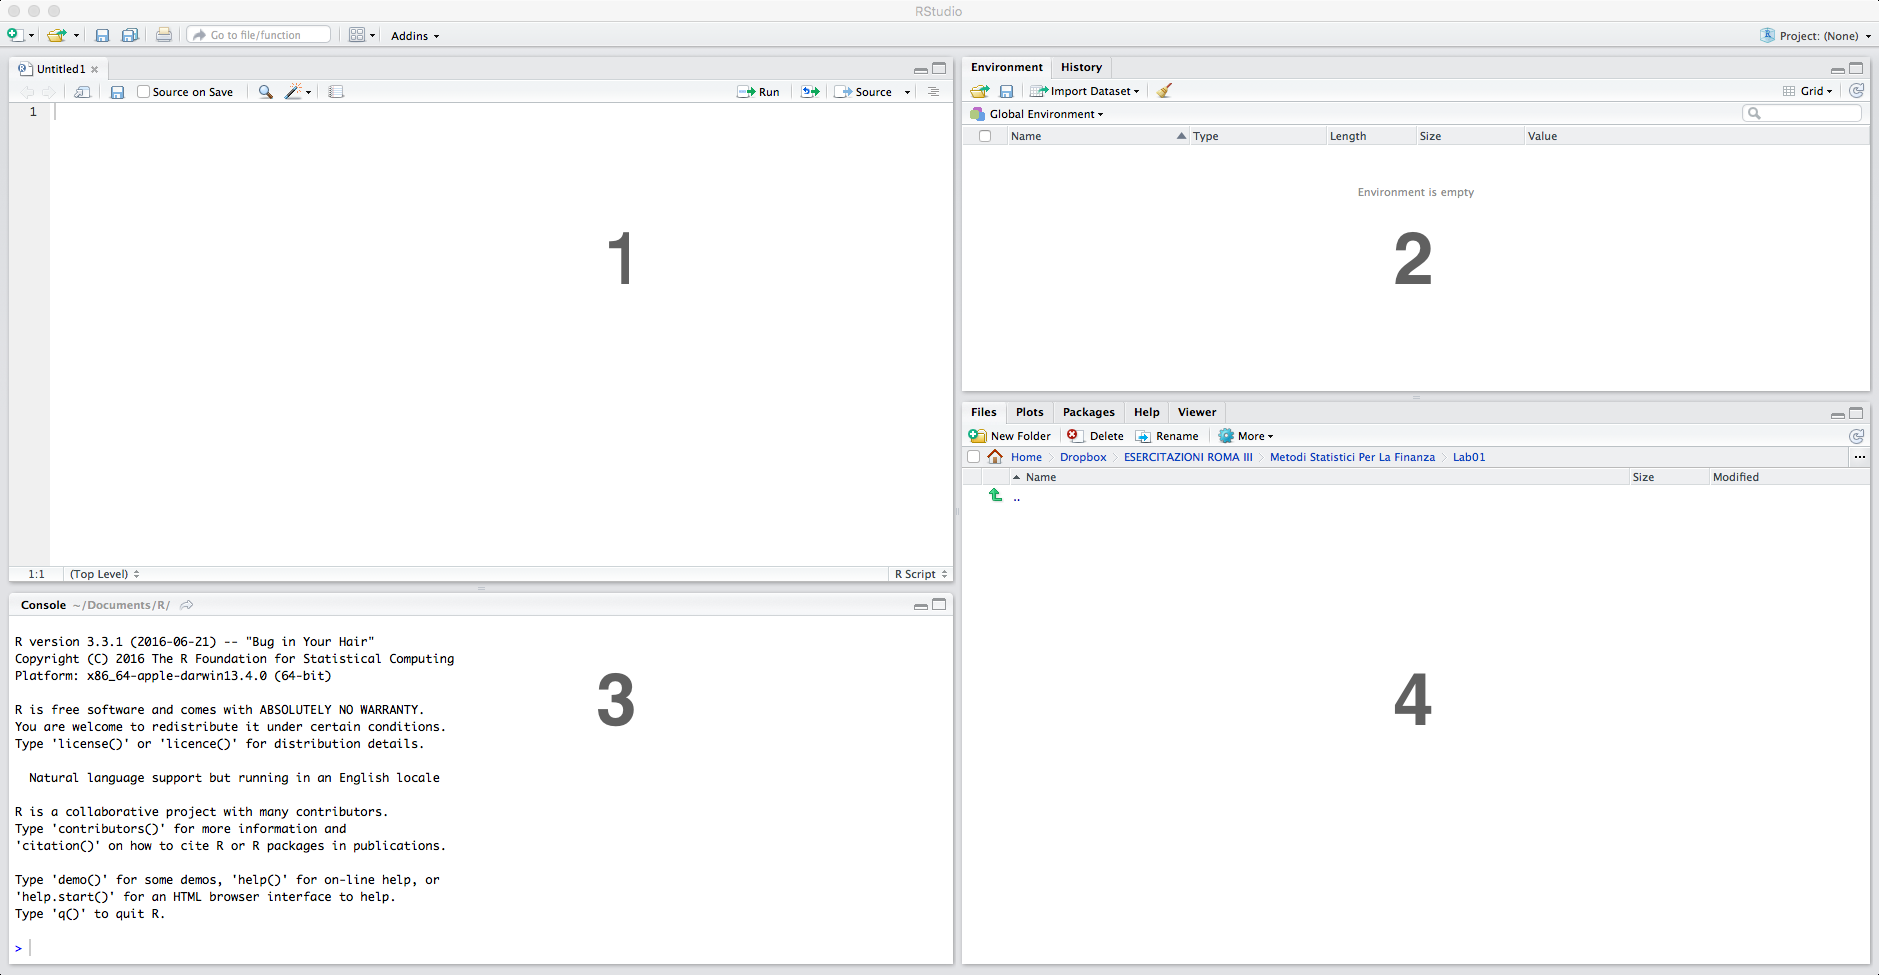 RStudio
Go to file/function
Addins
Project: (None)
Untitled1
Source on Save
Run
Source
1
1
1:1
(Top Level)
R Script
Environment
History
Import Dataset
Grid
Global Environment
Name
Type
Length
Size
Value
Environment is empty
2
Console ~/Documents/R/
R version 3.3.1 (2016-06-21) -- "Bug in Your Hair"
Copyright (C) 2016 The R Foundation for Statistical Computing
Platform: x86_64-apple-darwin13.4.0 (64-bit)
R is free software and comes with ABSOLUTELY NO WARRANTY.
You are welcome to redistribute it under certain conditions.
Type 'license()' or 'licence()' for distribution details.
Natural language support but running in an English locale
R is a collaborative project with many contributors.
Type 'contributors()' for more information and
'citation()' on how to cite R or R packages in publications.
Type 'demo()' for some demos, 'help()' for on-line help, or
'help.start()' for an HTML browser interface to help.
Type 'q()' to quit R.
>
3
Files
Plots
Packages
Help
Viewer
New Folder
Delete
Rename
More
Home
Dropbox
ESERCITAZIONI ROMA III
Metodi Statistici Per La Finanza
Lab01
...
Name
Size
Modified
..
4